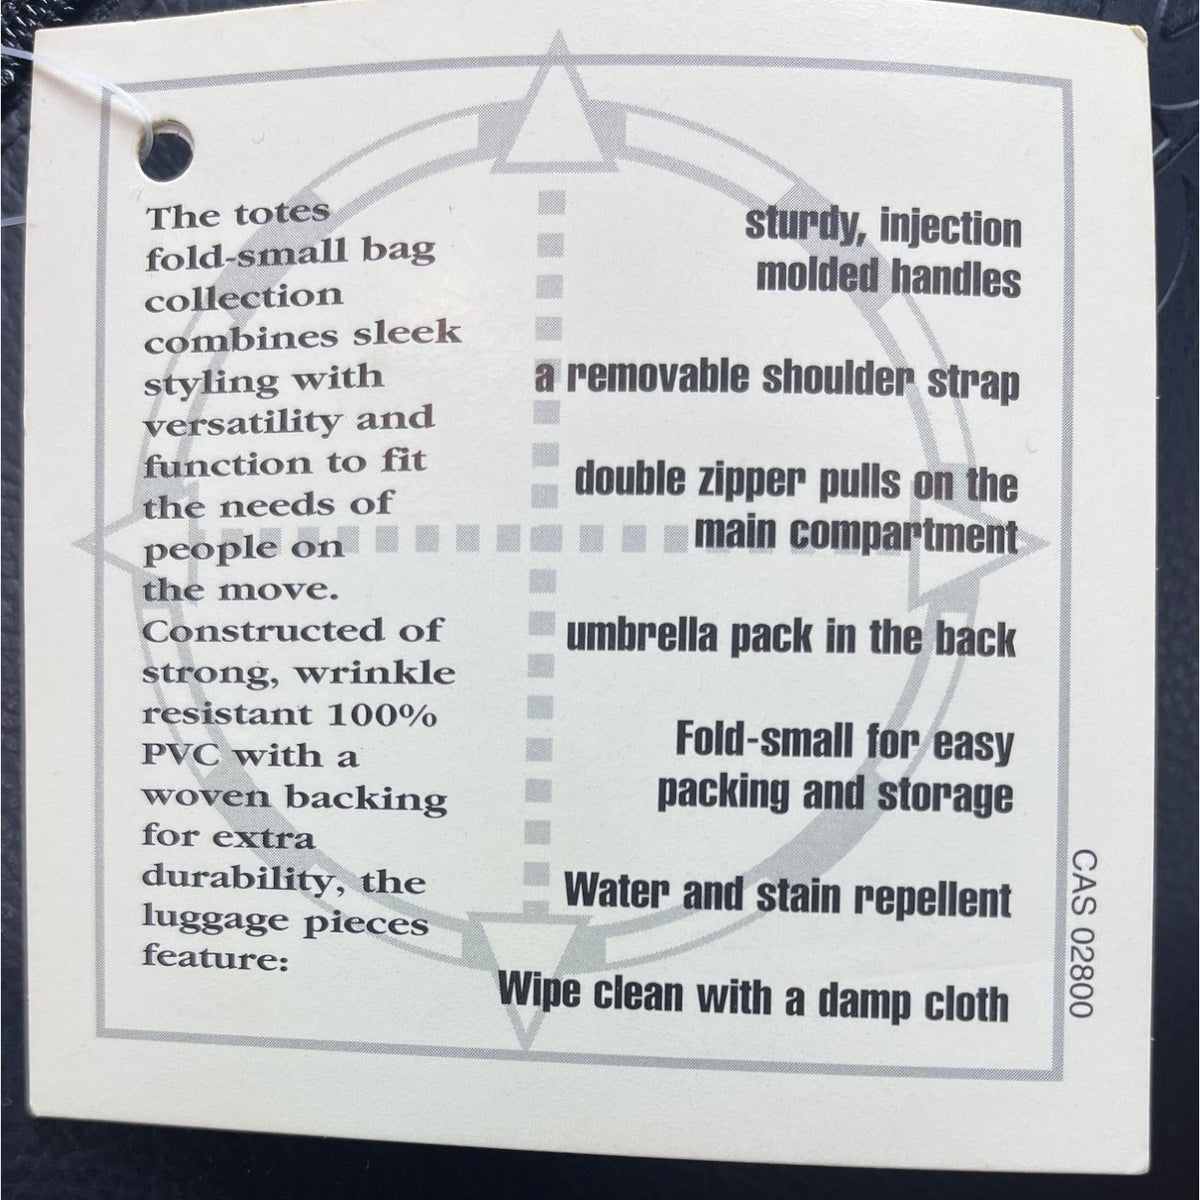 The totes
fold-small bag
collection
combines sleek
styling with
versatility and
function to fit
the needs of
people on
the move.
Constructed of
strong, wrinkle
resistant 100%
PVC with a
woven backing
for extra
durability, the
luggage pieces
feature:
sturdy, injection
molded handles
a removable shoulder strap
double zipper pulls on the
main compartment
umbrella pack in the back
Fold-small for easy
packing and storage
Water and stain repellent
Wipe clean with a damp cloth
CAS 02800